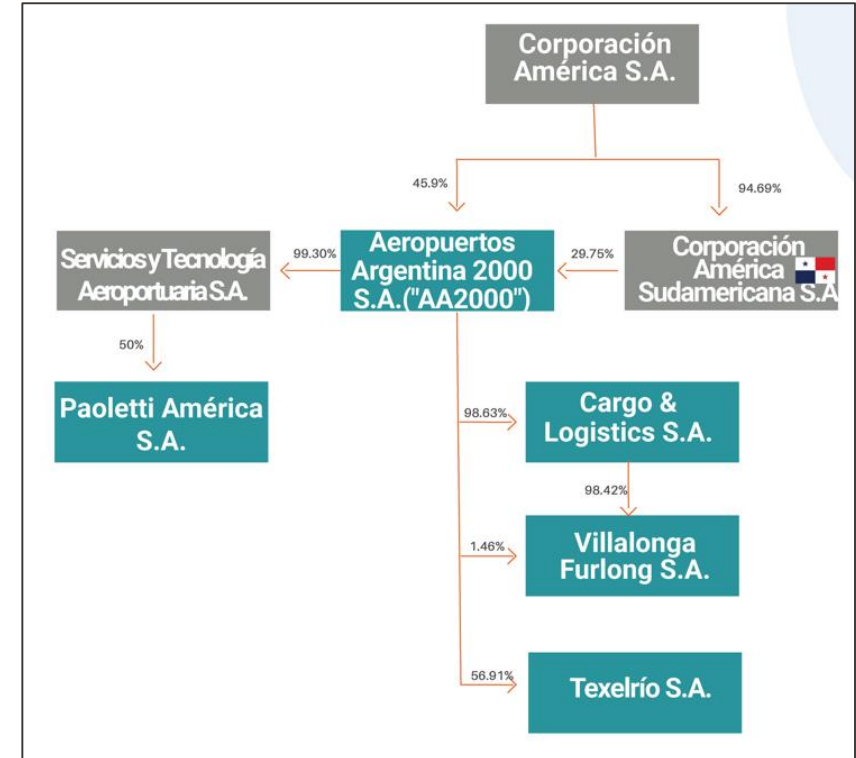 Corporación
América S.A.
45.9%
94.69%
Servicios y Tecnología
Aeroportuaria S.A.
99.30%
Aeropuertos
Argentina 2000
S.A.("AA2000")
29.75%
Corporación
América
Sudamericana S.A
50%
Paoletti América
S.A.
98.63%
Cargo &
Logistics S.A.
98.42%
1.46%
Villalonga
Furlong S.A.
56.91%
Texelrío S.A.